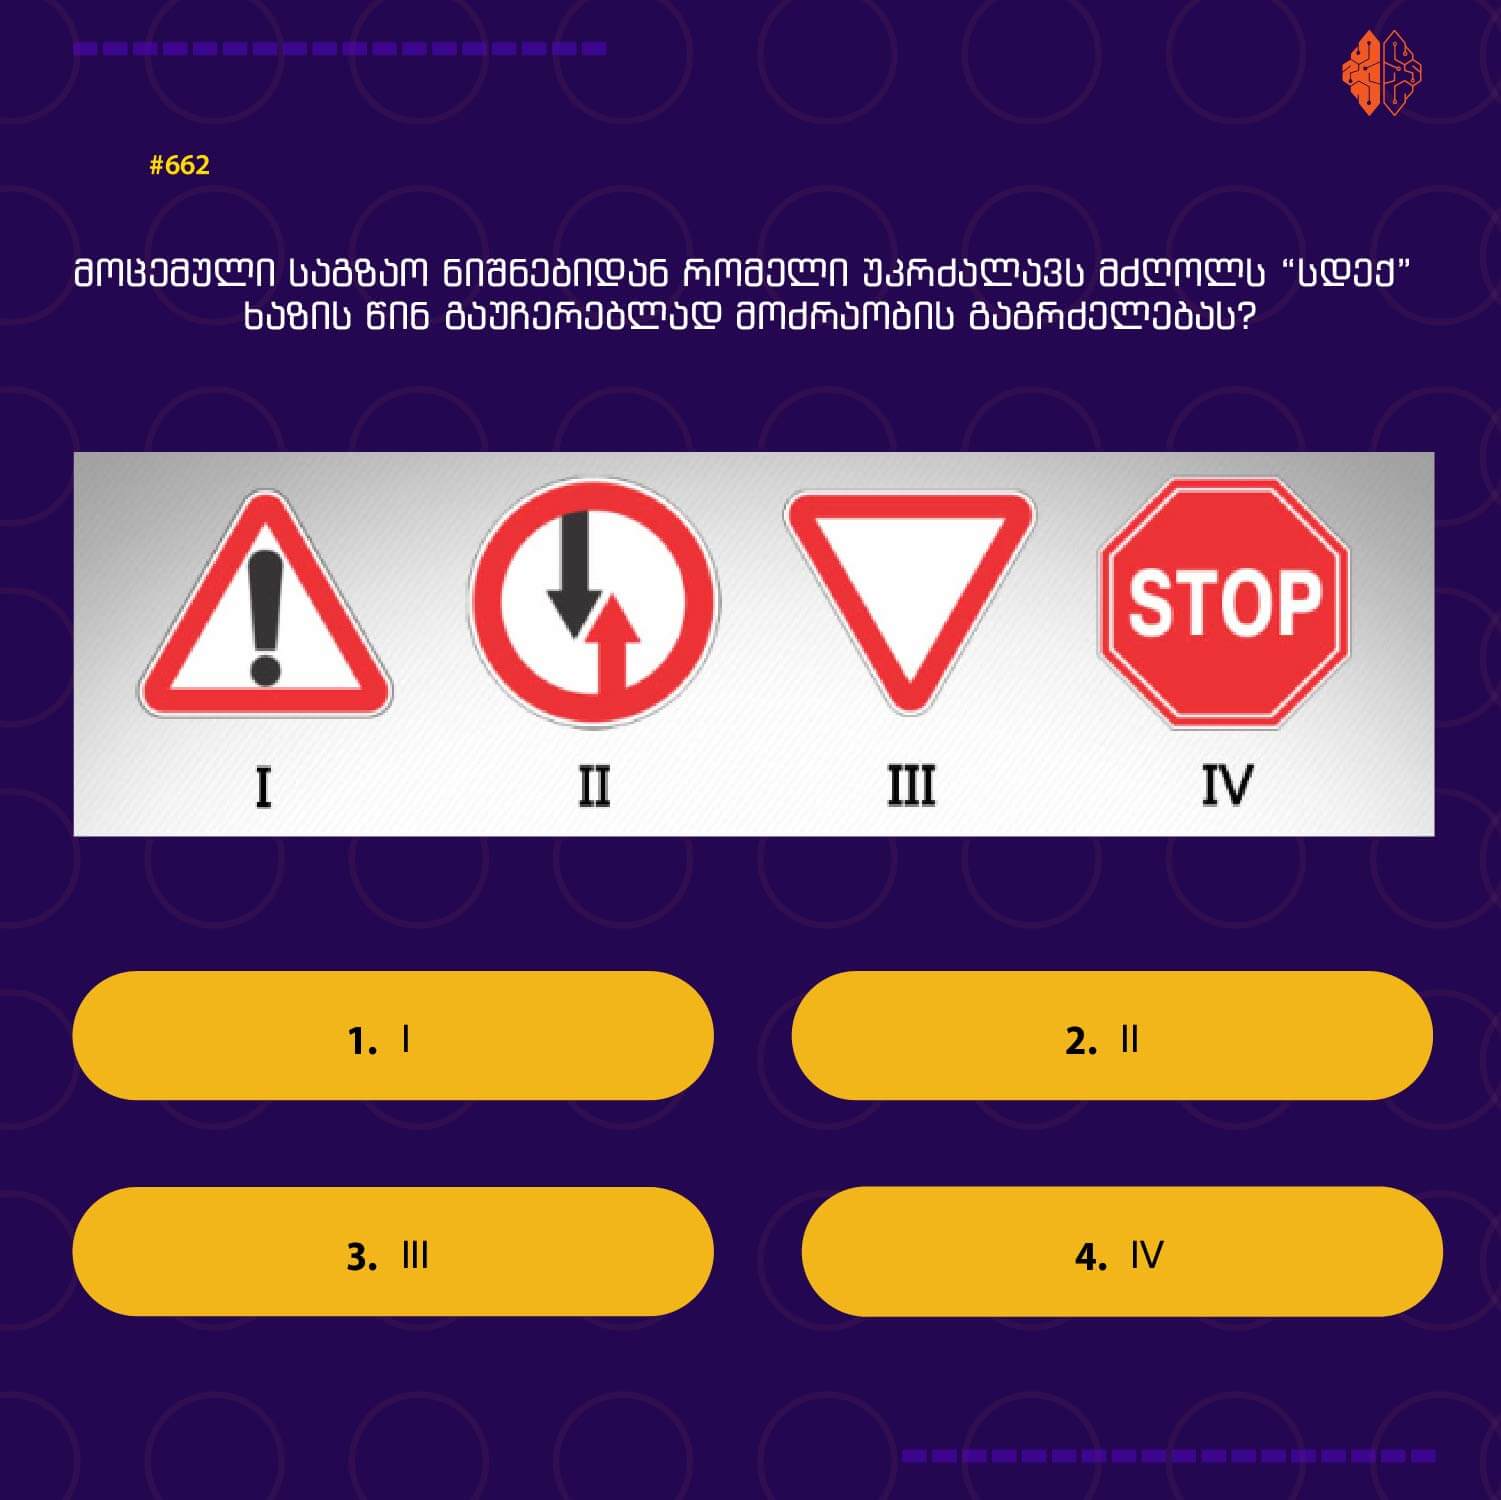 #662
მოცემული საგზაო ნიშნებიდან რომელი უკრძალავს მძღოლს “სდექ”
ხაზის წინ გაუჩერებლად მოძრაობის გაგრძელებას?
STOP
I II III IV
1. I
2. II
3. III
4. IV